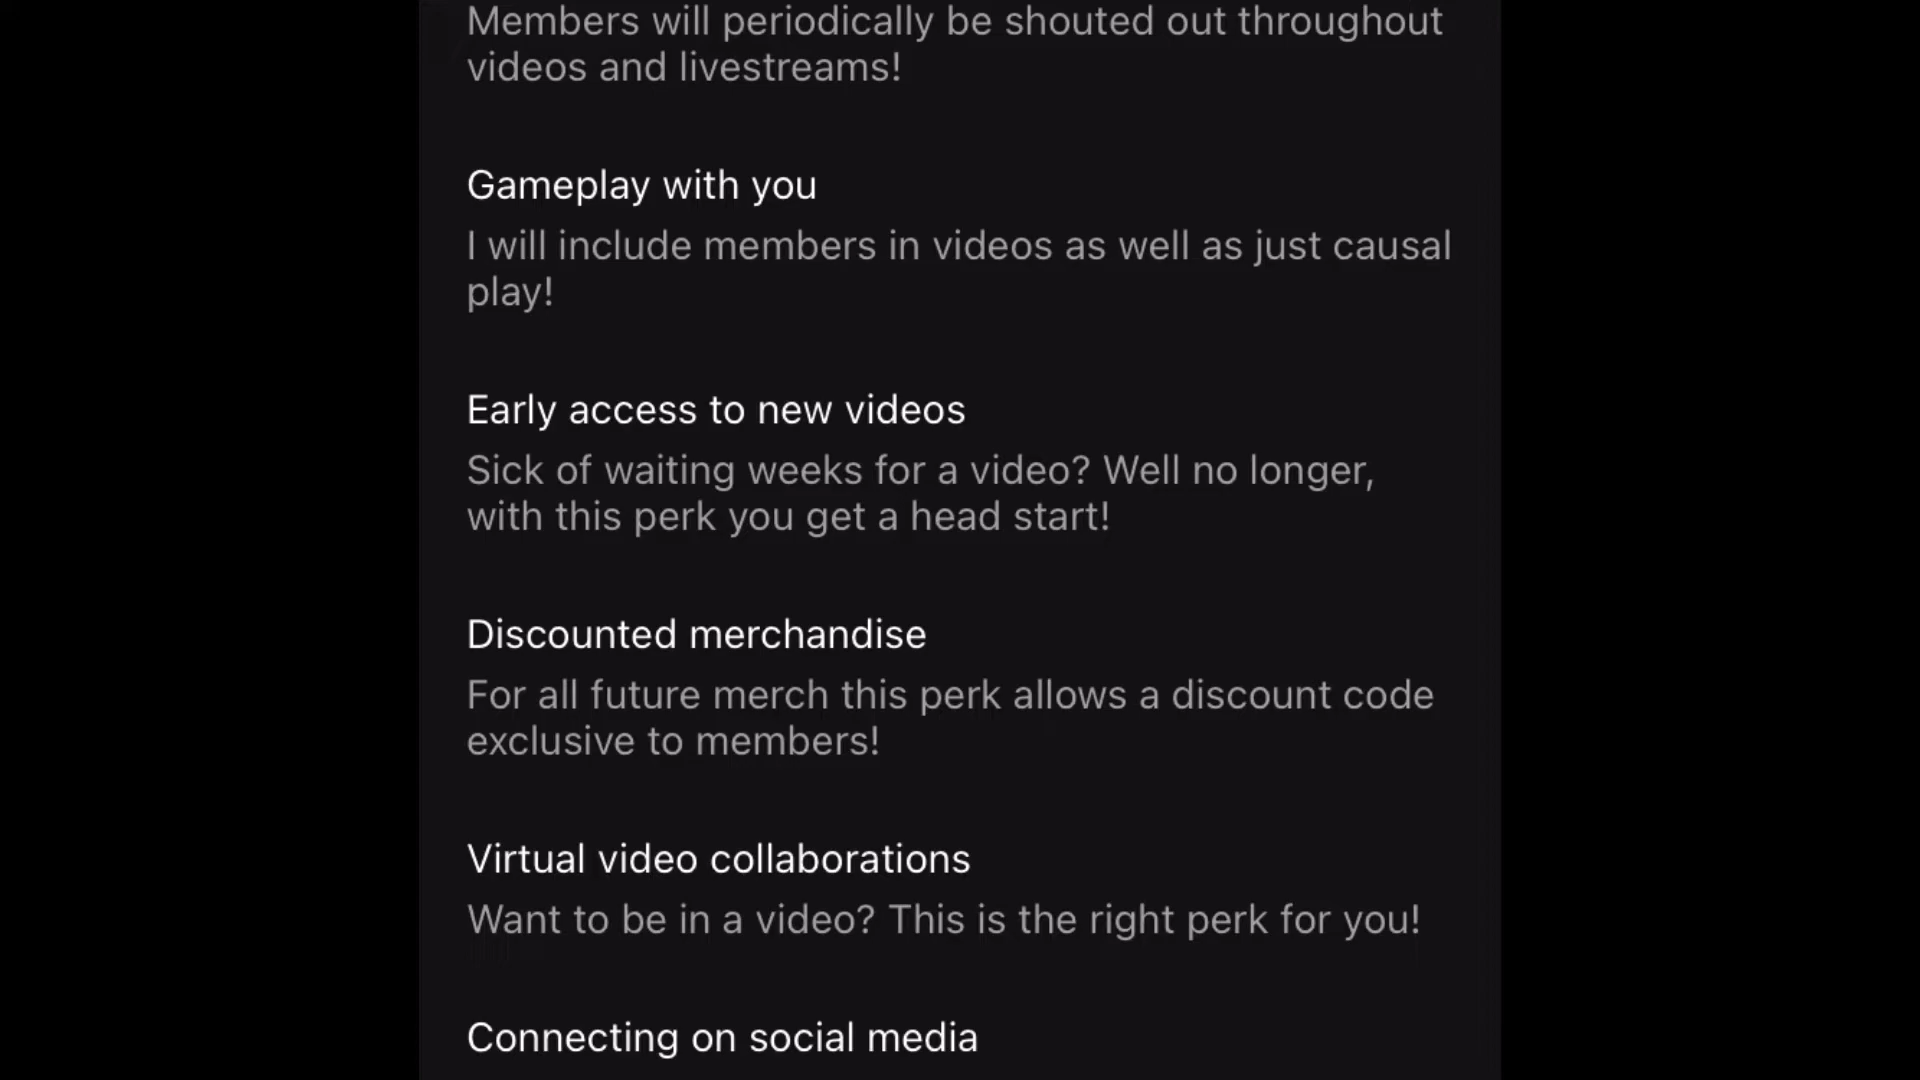 Members will periodically be shouted out throughout
videos and livestreams!
Gameplay with you
I will include members in videos as well as just causal
play!
Early access to new videos
Sick of waiting weeks for a video? Well no longer,
with this perk you get a head start!
Discounted merchandise
For all future merch this perk allows a discount code
exclusive to members!
Virtual video collaborations
Want to be in a video? This is the right perk for you!
Connecting on social media